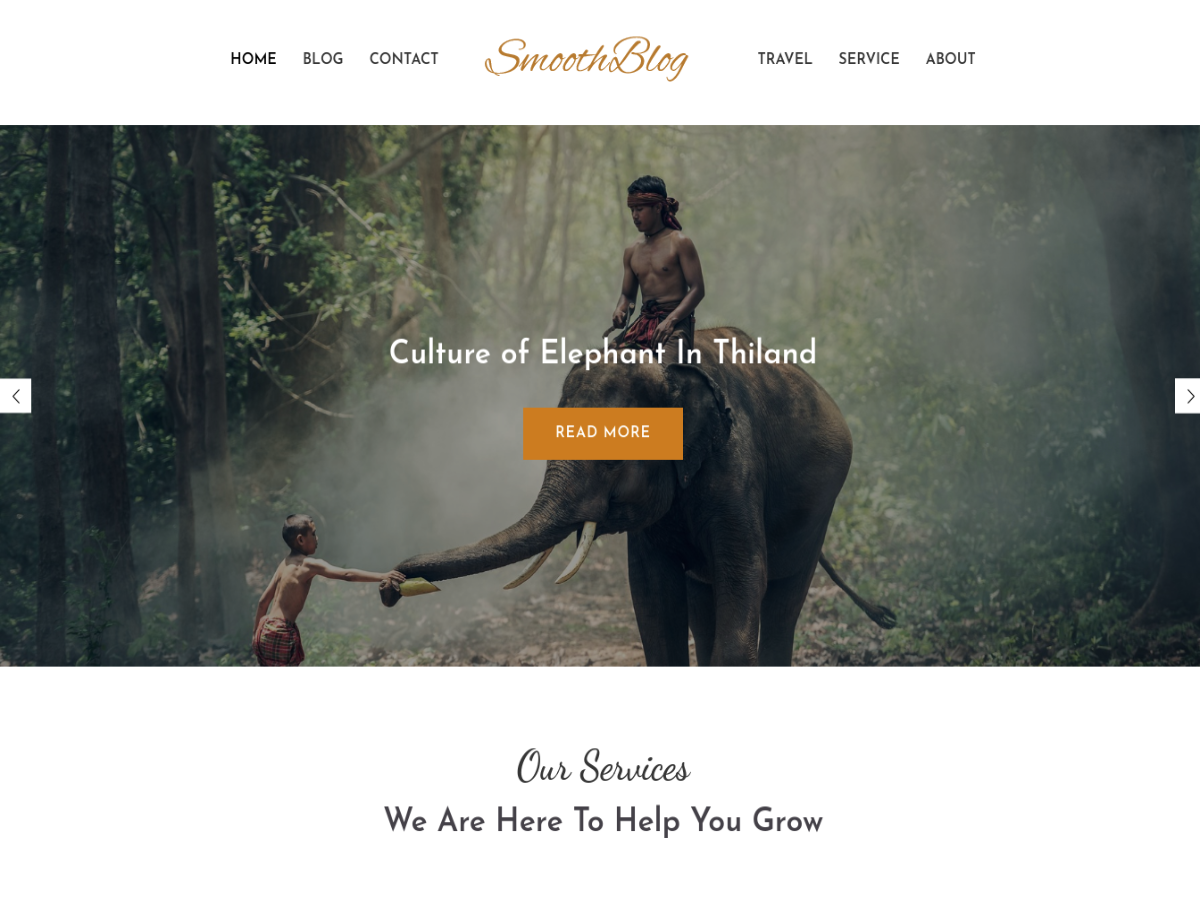 HOME BLOG CONTACT SmoothBlog TRAVEL SERVICE ABOUT
Culture of Elephant In Thiland
READ MORE
Our Services
We Are Here To Help You Grow